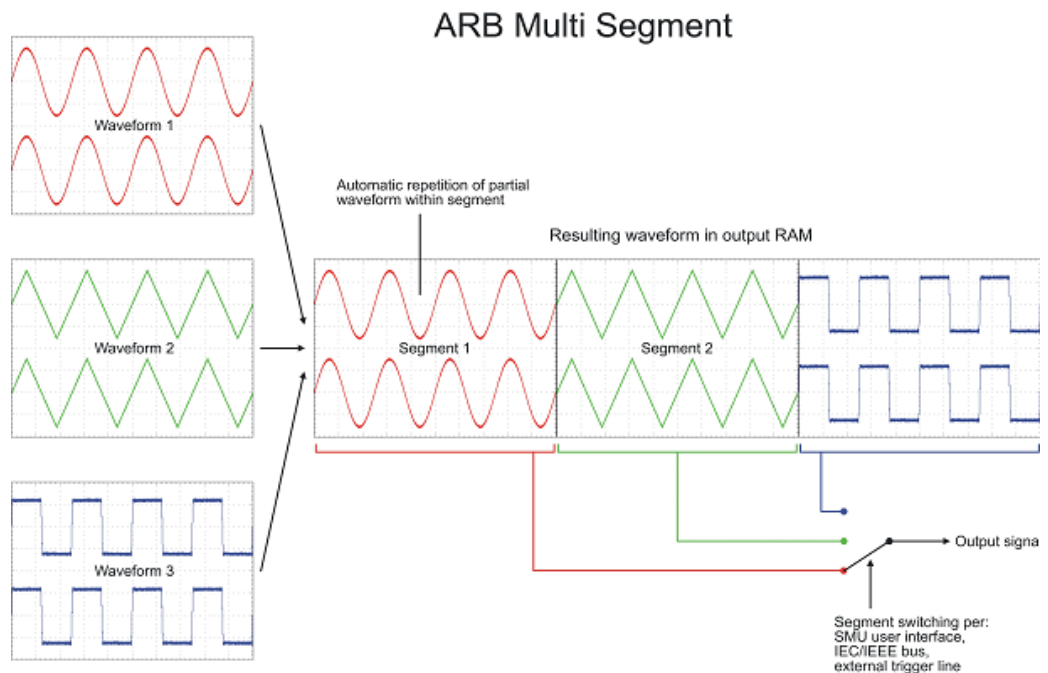 ARB Multi Segment
Waveform 1
Automatic repetition of partial
waveform within segment
Resulting waveform in output RAM
Waveform 2
Segment 1
Segment 2
Waveform 3
Output signa
Segment switching per:
SMU user interface,
IEC/IEEE bus,
external trigger line